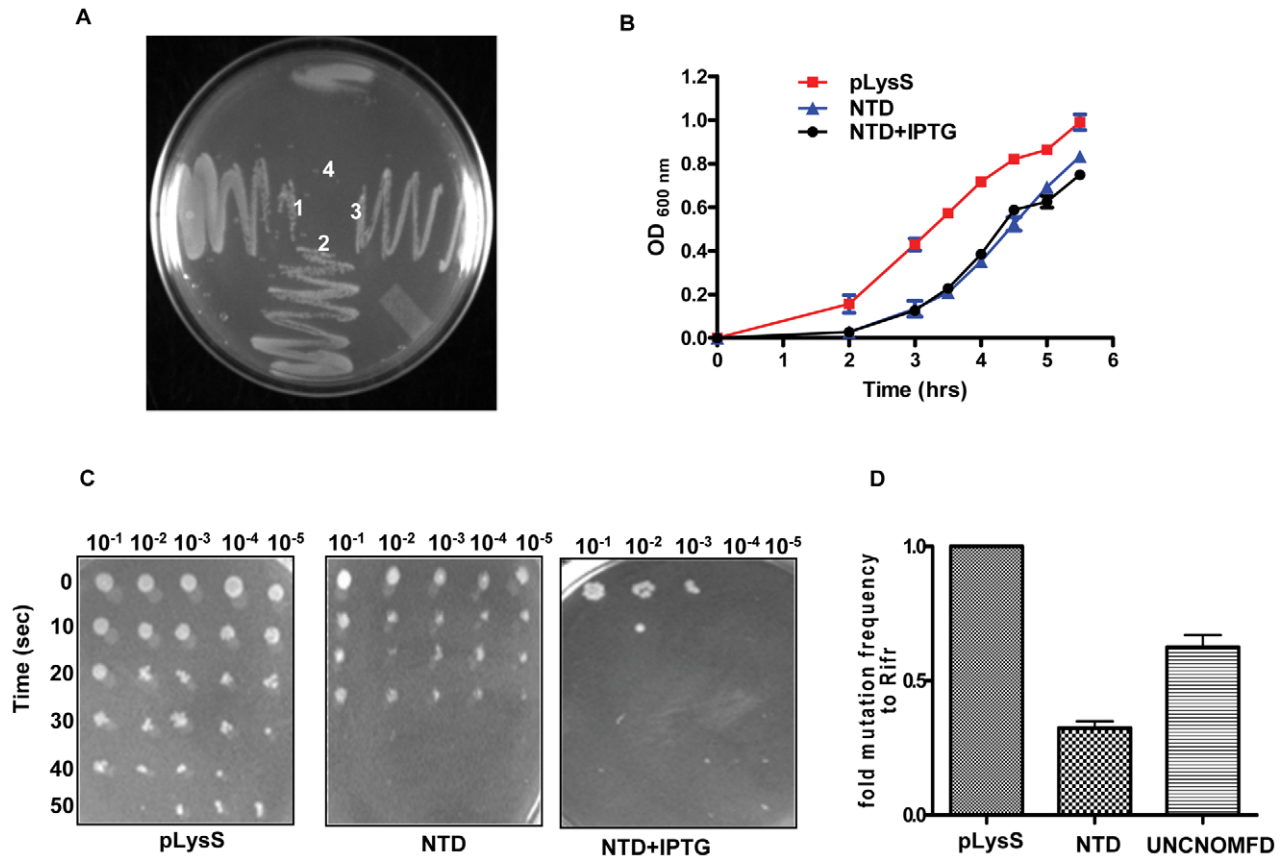 A
4
1
3
2
B
pLysS
NTD
NTD+IPTG
OD 600 nm
1.2
1.0
0.8
0.6
0.4
0.2
0.0
0 1 2 3 4 5 6
Time (hrs)
C
10-1 10-2 10-3 10-4 10-5
10-1 10-2 10-3 10-4 10-5
10-1 10-2 10-3 10-4 10-5
Time (sec)
0
10
20
30
40
50
pLysS
NTD
NTD+IPTG
D
fold mutation frequency
to Rifr
1.0
0.5
0.0
pLysS NTD UNCNOMFD